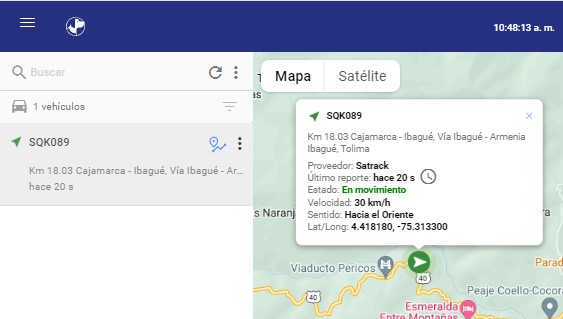 10:48:13 a. m.
Buscar
1 vehículos
SQK089
Km 18.03 Cajamarca - Ibagué, Vía Ibagué - Ar...
hace 20 s
Mapa
Satélite
SQK089
Km 18.03 Cajamarca - Ibagué, Vía Ibagué - Armenia
Ibagué, Tolima
Proveedor: Satrack
Último reporte: hace 20 s
Estado: En movimiento
Velocidad: 30 km/h
Sentido: Hacia el Oriente
Lat/Long: 4.418180, -75.313300
as Naranja
Viaducto Pericos
40
40
Parad
Peaje Coello-Cocora
Esmeralda
Entre Montañas